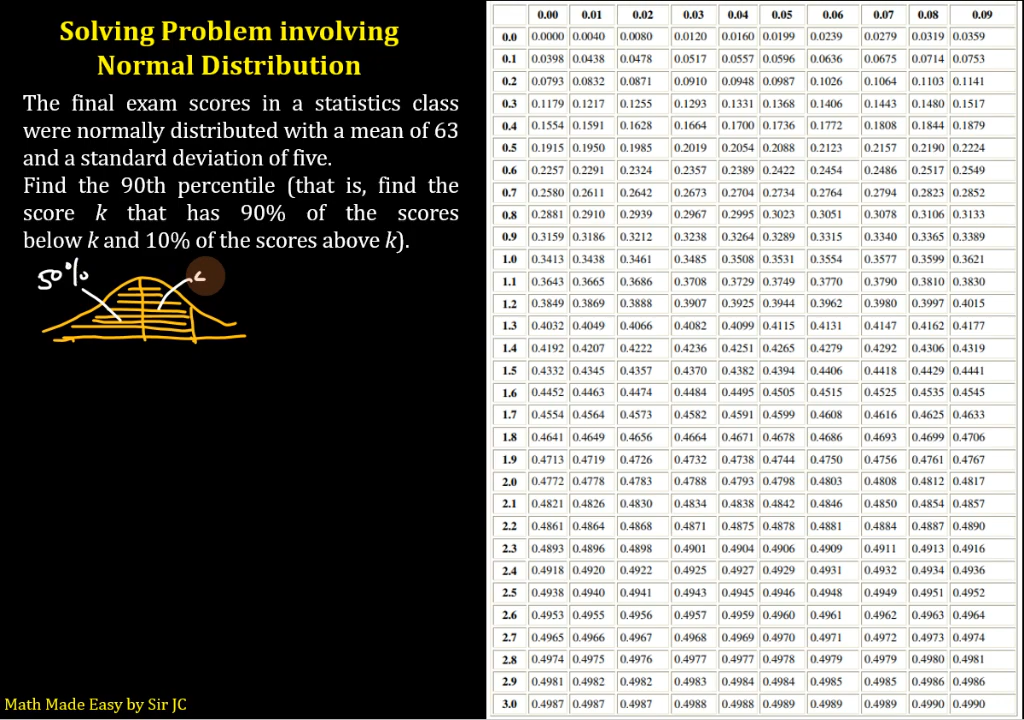 Solving Problem involving
Normal Distribution
The final exam scores in a statistics class
were normally distributed with a mean of 63
and a standard deviation of five.
Find the 90th percentile (that is, find the
score k that has 90% of the scores
below k and 10% of the scores above k).
50%
Math Made Easy by Sir JC
0.00 0.01 0.02 0.03 0.04 0.05 0.06 0.07 0.08 0.09
0.0 0.0000 0.0040 0.0080 0.0120 0.0160 0.0199 0.0239 0.0279 0.0319 0.0359
0.1 0.0398 0.0438 0.0478 0.0517 0.0557 0.0596 0.0636 0.0675 0.0714 0.0753
0.2 0.0793 0.0832 0.0871 0.0910 0.0948 0.0987 0.1026 0.1064 0.1103 0.1141
0.3 0.1179 0.1217 0.1255 0.1293 0.1331 0.1368 0.1406 0.1443 0.1480 0.1517
0.4 0.1554 0.1591 0.1628 0.1664 0.1700 0.1736 0.1772 0.1808 0.1844 0.1879
0.5 0.1915 0.1950 0.1985 0.2019 0.2054 0.2088 0.2123 0.2157 0.2190 0.2224
0.6 0.2257 0.2291 0.2324 0.2357 0.2389 0.2422 0.2454 0.2486 0.2517 0.2549
0.7 0.2580 0.2611 0.2642 0.2673 0.2704 0.2734 0.2764 0.2794 0.2823 0.2852
0.8 0.2881 0.2910 0.2939 0.2967 0.2995 0.3023 0.3051 0.3078 0.3106 0.3133
0.9 0.3159 0.3186 0.3212 0.3238 0.3264 0.3289 0.3315 0.3340 0.3365 0.3389
1.0 0.3413 0.3438 0.3461 0.3485 0.3508 0.3531 0.3554 0.3577 0.3599 0.3621
1.1 0.3643 0.3665 0.3686 0.3708 0.3729 0.3749 0.3770 0.3790 0.3810 0.3830
1.2 0.3849 0.3869 0.3888 0.3907 0.3925 0.3944 0.3962 0.3980 0.3997 0.4015
1.3 0.4032 0.4049 0.4066 0.4082 0.4099 0.4115 0.4131 0.4147 0.4162 0.4177
1.4 0.4192 0.4207 0.4222 0.4236 0.4251 0.4265 0.4279 0.4292 0.4306 0.4319
1.5 0.4332 0.4345 0.4357 0.4370 0.4382 0.4394 0.4406 0.4418 0.4429 0.4441
1.6 0.4452 0.4463 0.4474 0.4484 0.4495 0.4505 0.4515 0.4525 0.4535 0.4545
1.7 0.4554 0.4564 0.4573 0.4582 0.4591 0.4599 0.4608 0.4616 0.4625 0.4633
1.8 0.4641 0.4649 0.4656 0.4664 0.4671 0.4678 0.4686 0.4693 0.4699 0.4706
1.9 0.4713 0.4719 0.4726 0.4732 0.4738 0.4744 0.4750 0.4756 0.4761 0.4767
2.0 0.4772 0.4778 0.4783 0.4788 0.4793 0.4798 0.4803 0.4808 0.4812 0.4817
2.1 0.4821 0.4826 0.4830 0.4834 0.4838 0.4842 0.4846 0.4850 0.4854 0.4857
2.2 0.4861 0.4864 0.4868 0.4871 0.4875 0.4878 0.4881 0.4884 0.4887 0.4890
2.3 0.4893 0.4896 0.4898 0.4901 0.4904 0.4906 0.4909 0.4911 0.4913 0.4916
2.4 0.4918 0.4920 0.4922 0.4925 0.4927 0.4929 0.4931 0.4932 0.4934 0.4936
2.5 0.4938 0.4940 0.4941 0.4943 0.4945 0.4946 0.4948 0.4949 0.4951 0.4952
2.6 0.4953 0.4955 0.4956 0.4957 0.4959 0.4960 0.4961 0.4962 0.4963 0.4964
2.7 0.4965 0.4966 0.4967 0.4968 0.4969 0.4970 0.4971 0.4972 0.4973 0.4974
2.8 0.4974 0.4975 0.4976 0.4977 0.4977 0.4978 0.4979 0.4979 0.4980 0.4981
2.9 0.4981 0.4982 0.4982 0.4983 0.4984 0.4984 0.4985 0.4985 0.4986 0.4986
3.0 0.4987 0.4987 0.4987 0.4988 0.4988 0.4989 0.4989 0.4989 0.4990 0.4990